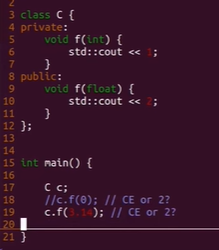 2
3 class C {
4 private:
5 void f(int) {
6 std::cout << 1;
7 }
8 public:
9 void f(float) {
10 std::cout << 2;
11 }
12 };
13
14
15 int main() {
16
17 C c;
18 //c.f(0); // CE or 2?
19 c.f(3.14); // CE or 2?
20
21 }